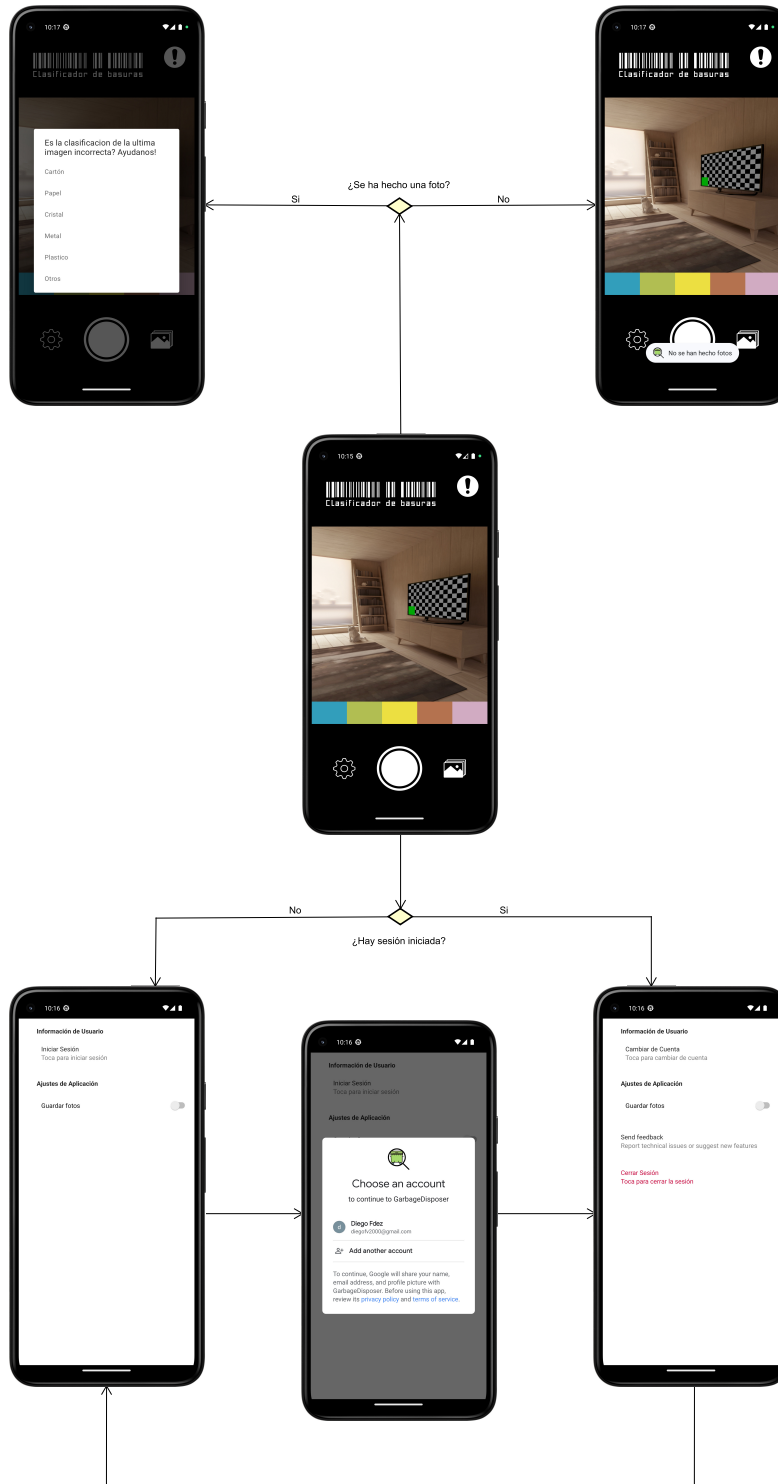 10:17
Clasificador de basuras
Es la clasificacion de la ultima
imagen incorrecta? Ayudanos!
Cartón
Papel
Cristal
Metal
Plastico
Otros
¿Se ha hecho una foto?
Si
No
10:17
Clasificador de basuras
No se han hecho fotos
10:15
Clasificador de basuras
No
Si
¿Hay sesión iniciada?
10:16
Información de Usuario
Iniciar Sesión
Toca para iniciar sesión
Ajustes de Aplicación
Guardar fotos
10:16
Información de Usuario
Iniciar Sesión
Toca para iniciar sesión
Ajustes de Aplicación
Choose an account
to continue to GarbageDisposer
d
Diego Fdez
diegofv2000@gmail.com
Add another account
To continue, Google will share your name,
email address, and profile picture with
GarbageDisposer. Before using this app,
review its privacy policy and terms of service.
10:16
Información de Usuario
Cambiar de Cuenta
Toca para cambiar de cuenta
Ajustes de Aplicación
Guardar fotos
Send feedback
Report technical issues or suggest new features
Cerrar Sesión
Toca para cerrar la sesión